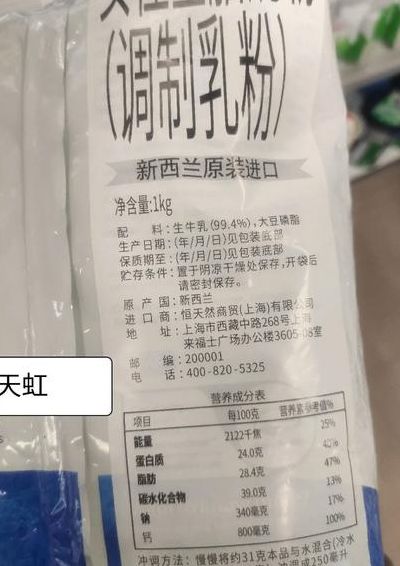 (调制乳粉)
新西兰原装进口
净含量:1kg
配 料:生牛乳(99.4%),大豆磷脂
生产日期:(年/月/日)见包装底部
保质期至:(年/月/日)见包装底部
贮存条件:置于阴凉干燥处保存,开袋后
请密封保存。
原 产 国:新西兰
进 口 商:恒天然商贸(上海)有限公司
地 址:上海市西藏中路268号上海
来福士广场办公楼3605-08室
邮 编:200001
电 话:400-820-5325
天虹
营养成分表
项目 每100克 营养素参考值%
能量 2122千焦 25%
蛋白质 24.0克 40%
脂肪 28.4克 47%
碳水化合物 39.0克 13%
钠 340毫克 17%
钙 800毫克 100%
冲调方法:慢慢将约31克本品与水混合(冷水
成250毫升